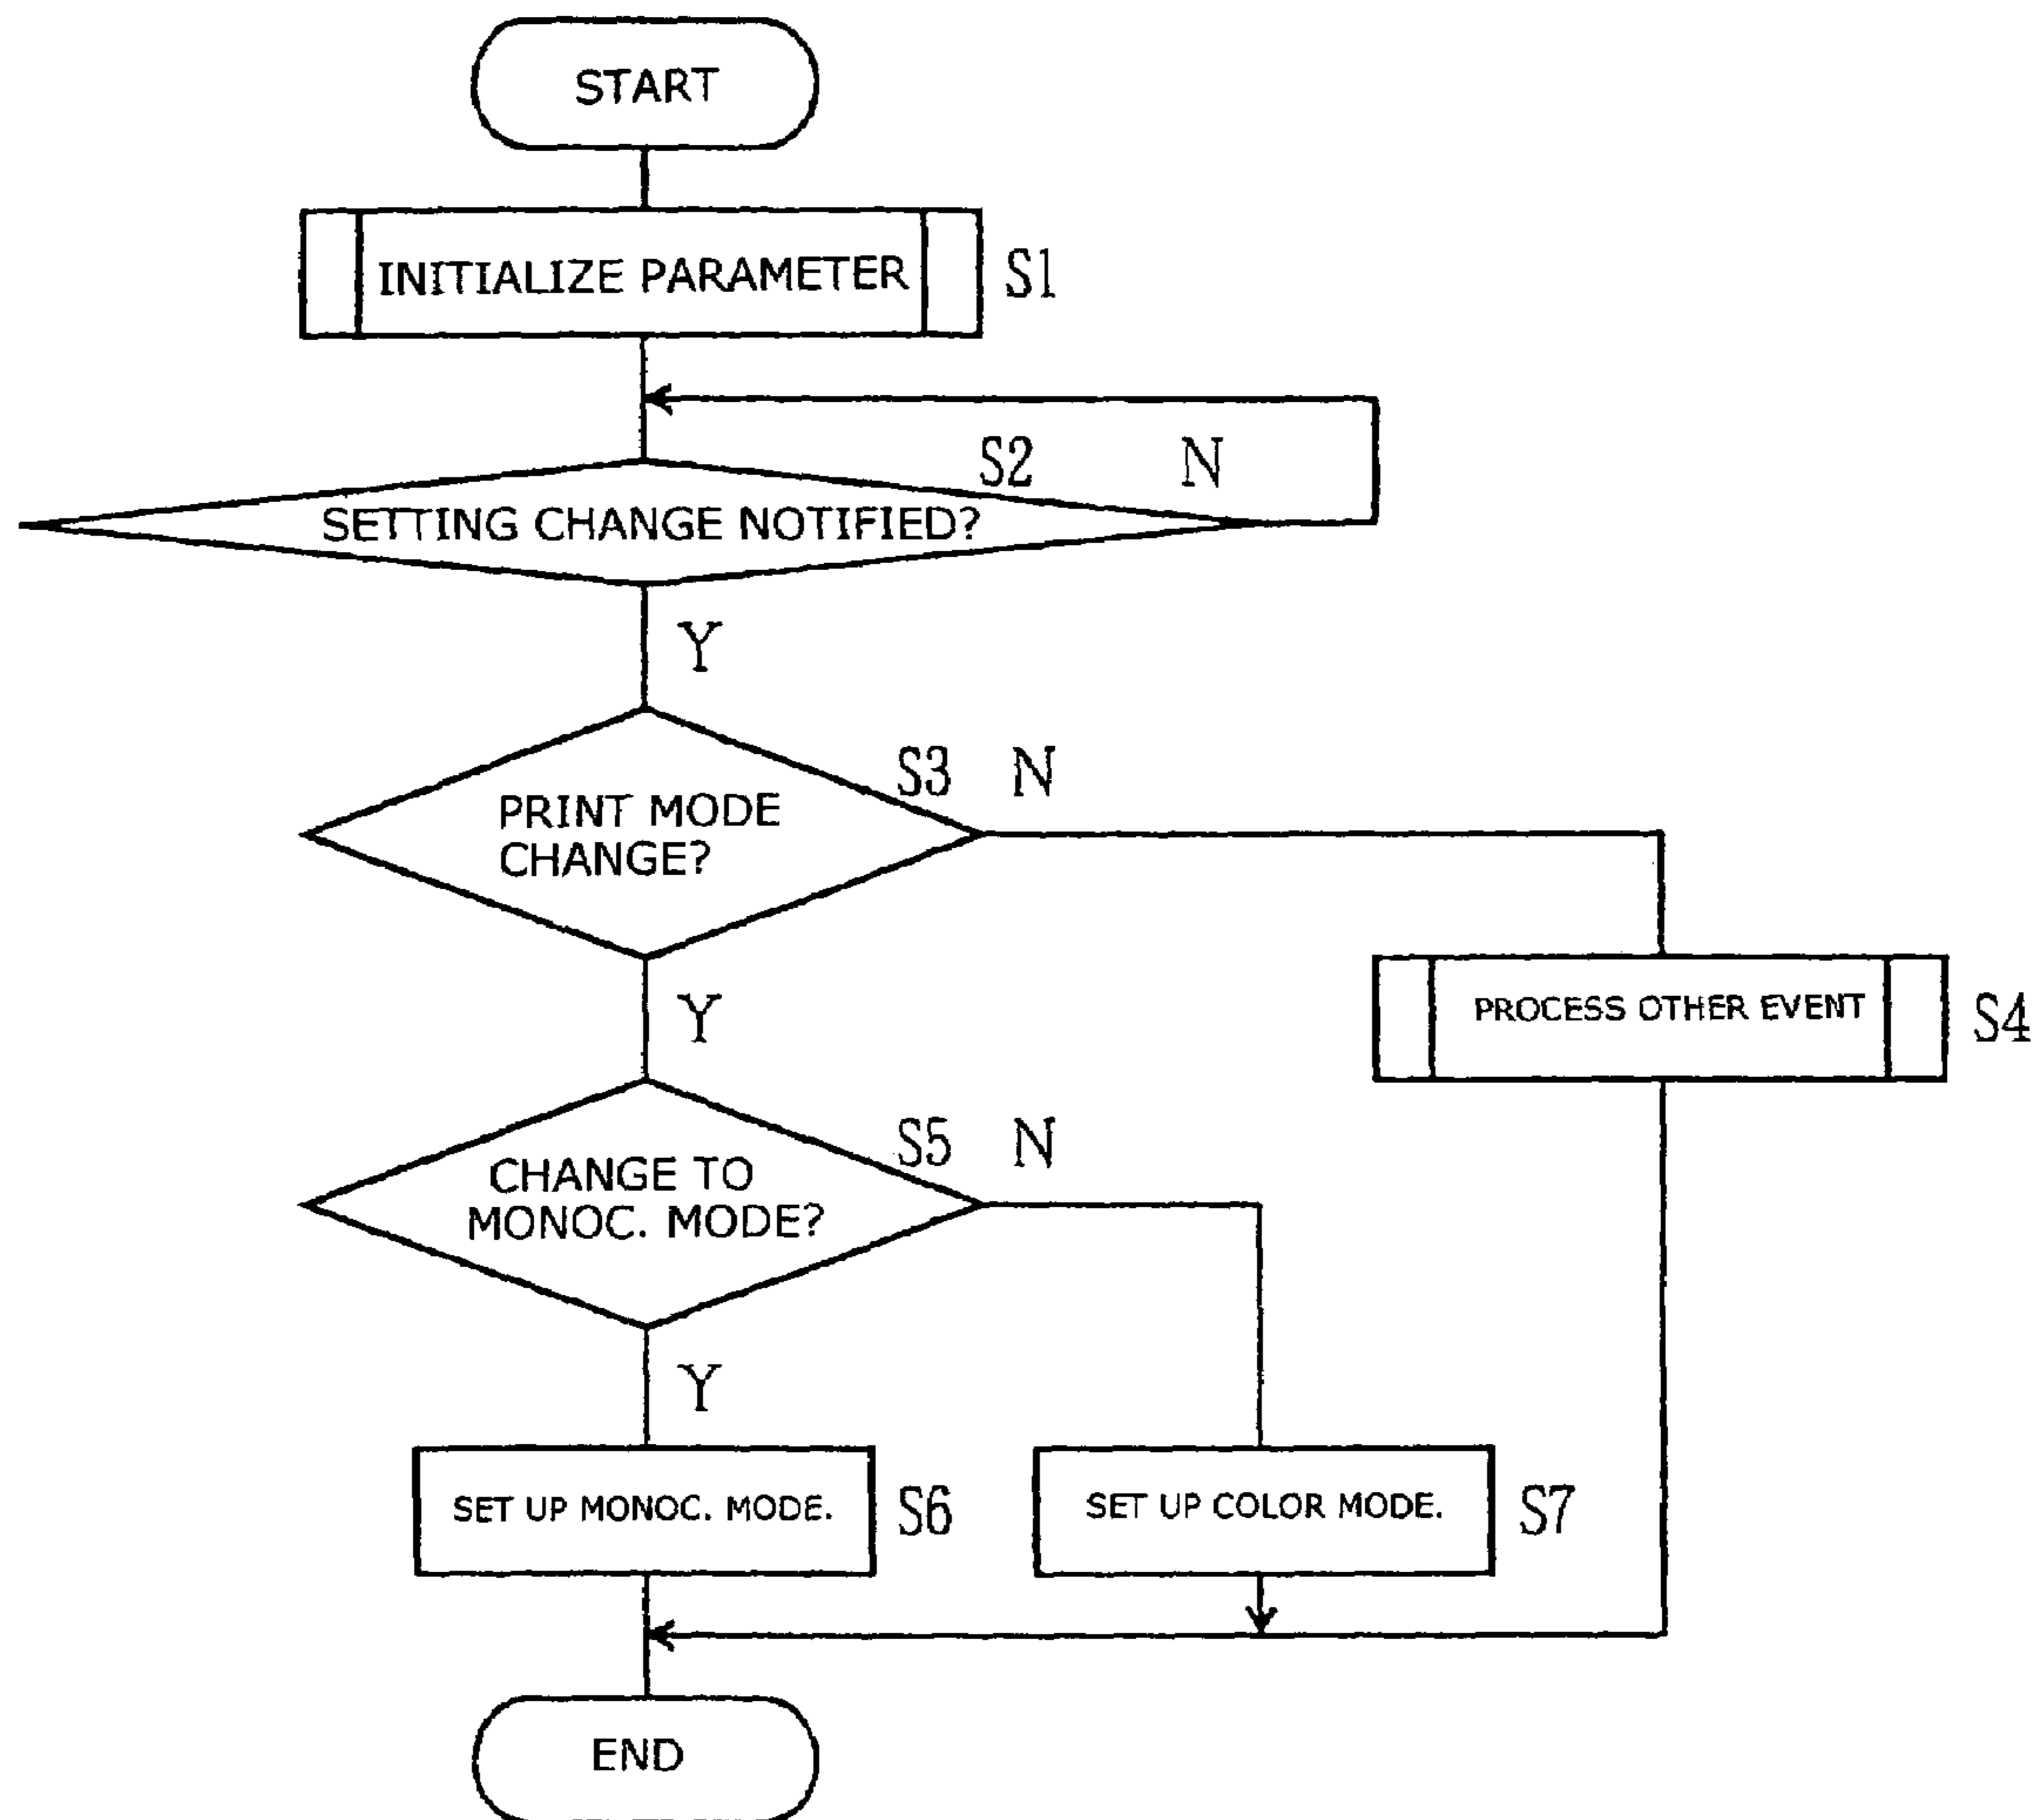 START
INITIALIZE PARAMETER
S1
S2
N
SETTING CHANGE NOTIFIED?
Y
S3
N
PRINT MODE
CHANGE?
PROCESS OTHER EVENT
S4
Y
S5
N
CHANGE TO
MONOC. MODE?
Y
SET UP MONOC. MODE.
S6
SET UP COLOR MODE.
S7
END